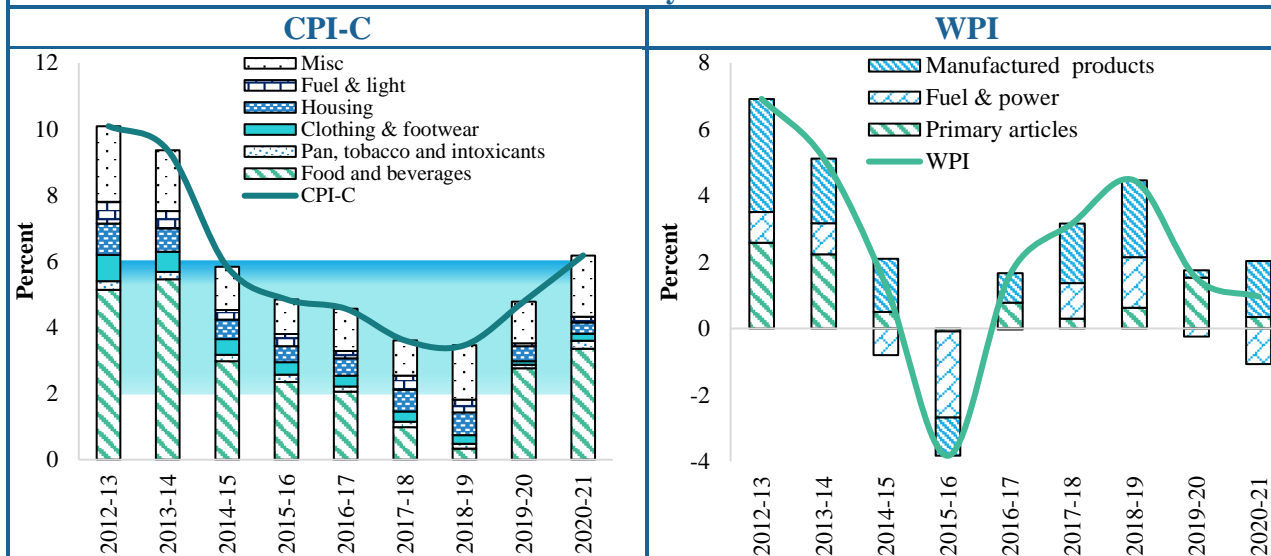 CPI-C
WPI
12
10
8
6
4
2
0
Percent
Misc
Fuel & light
Housing
Clothing & footwear
Pan, tobacco and intoxicants
Food and beverages
CPI-C
2012-13
2013-14
2014-15
2015-16
2016-17
2017-18
2018-19
2019-20
2020-21
8
6
4
2
0
-2
-4
Percent
Manufactured products
Fuel & power
Primary articles
WPI
2012-13
2013-14
2014-15
2015-16
2016-17
2017-18
2018-19
2019-20
2020-21